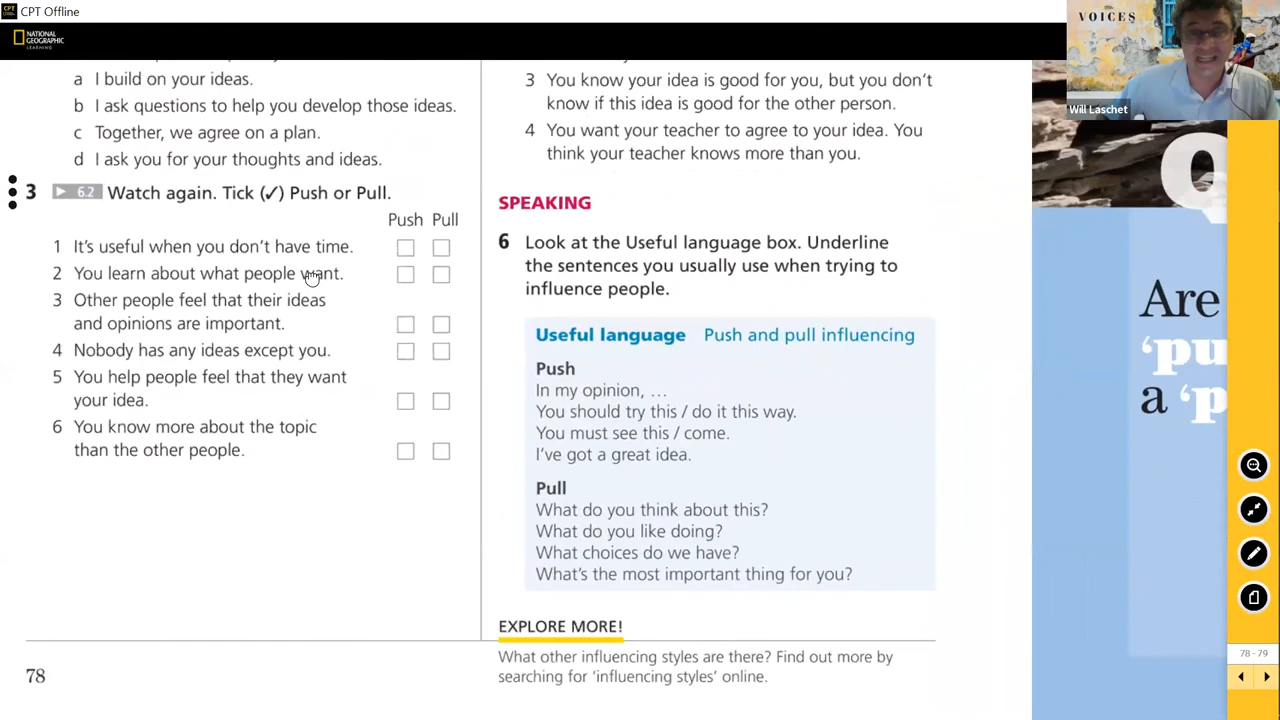 CPT Offline
NATIONAL
GEOGRAPHIC
LEARNING
VOICES
Will Laschet
a I build on your ideas.
b I ask questions to help you develop those ideas.
c Together, we agree on a plan.
d I ask you for your thoughts and ideas.
3 6.2 Watch again. Tick (✓) Push or Pull.
Push Pull
1 It's useful when you don't have time.
2 You learn about what people want.
3 Other people feel that their ideas
and opinions are important.
4 Nobody has any ideas except you.
5 You help people feel that they want
your idea.
6 You know more about the topic
than the other people.
78
3 You know your idea is good for you, but you don't
know if this idea is good for the other person.
4 You want your teacher to agree to your idea. You
think your teacher knows more than you.
SPEAKING
6 Look at the Useful language box. Underline
the sentences you usually use when trying to
influence people.
Useful language Push and pull influencing
Push
In my opinion, …
You should try this / do it this way.
You must see this / come.
I've got a great idea.
Pull
What do you think about this?
What do you like doing?
What choices do we have?
What's the most important thing for you?
EXPLORE MORE!
What other influencing styles are there? Find out more by
searching for 'influencing styles' online.
Q
Are
'pu
a 'p
78 - 79